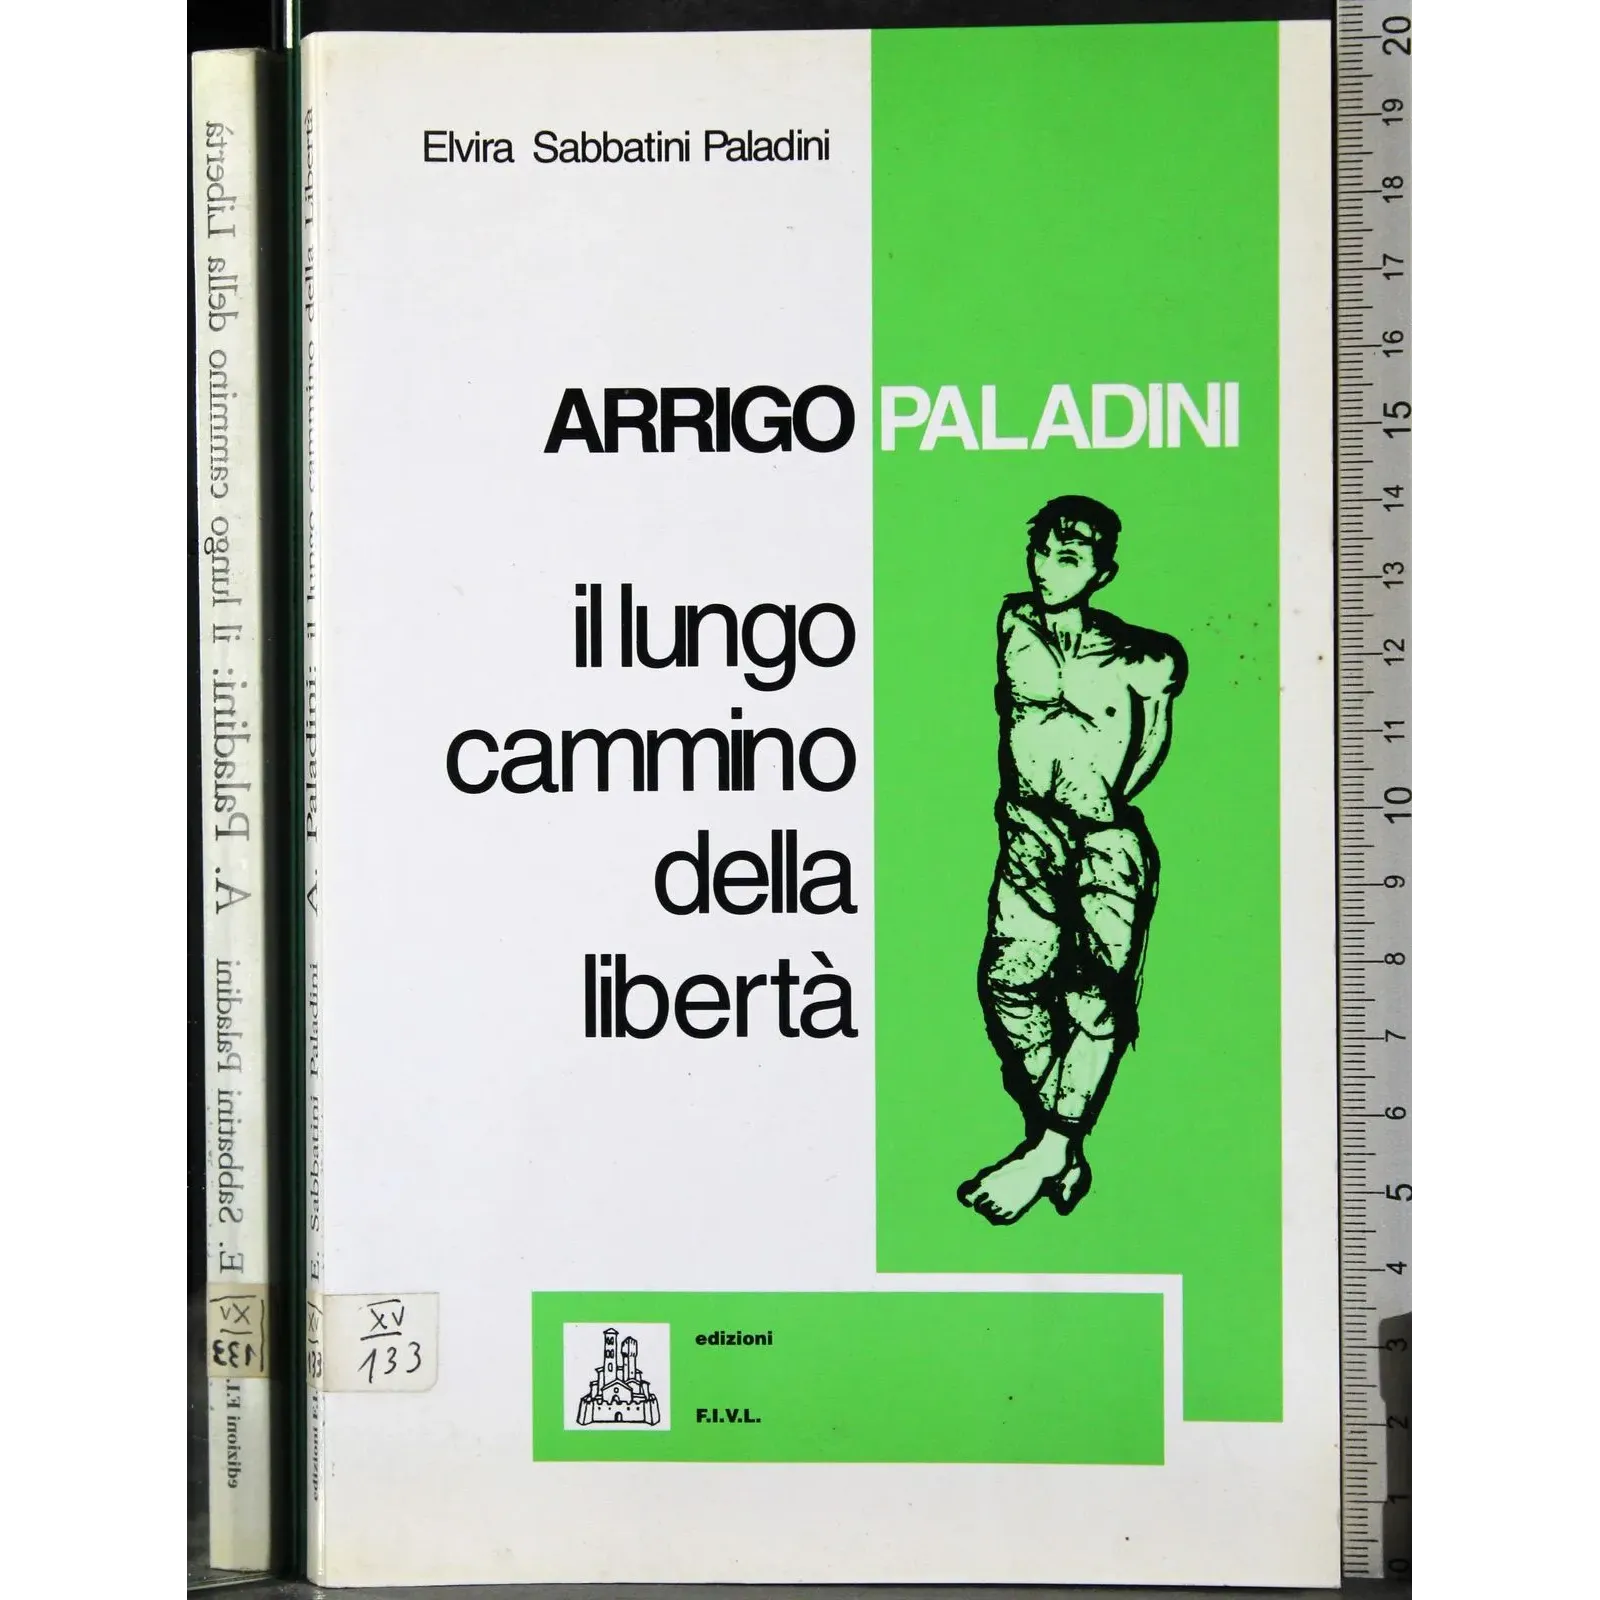 Elvira Sabbatini Paladini
ARRIGO PALADINI
il lungo
cammino
della
libertà
edizioni
F.I.V.L.
XV
133
E. Sabbatini Paladini A. Paladini: il lungo cammino della Libertà
20
19
18
17
16
15
14
13
12
11
10
9
8
7
6
5
4
3
2
1
0